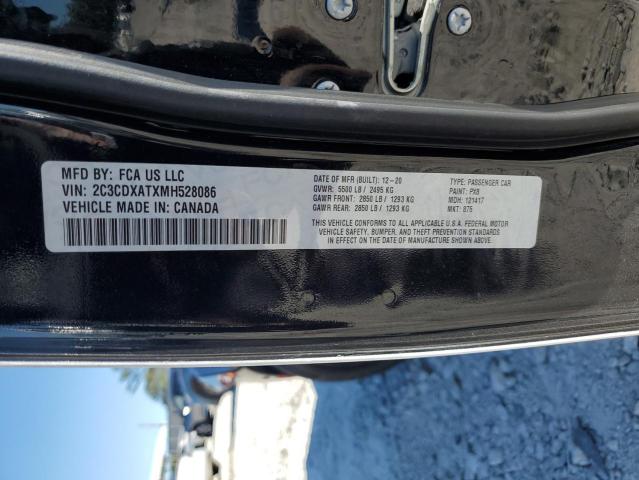 MFD BY: FCA US LLC
VIN: 2C3CDXATXMH528086
VEHICLE MADE IN: CANADA
DATE OF MFR (BUILT): 12-20
GVWR: 5500 LB / 2495 KG
GAWR FRONT: 2850 LB / 1293 KG
GAWR REAR: 2850 LB / 1293 KG
TYPE: PASSENGER CAR
PAINT: PX8
MDH: 121417
MKT: 875
THIS VEHICLE CONFORMS TO ALL APPLICABLE U.S.A. FEDERAL MOTOR
VEHICLE SAFETY, BUMPER, AND THEFT PREVENTION STANDARDS
IN EFFECT ON THE DATE OF MANUFACTURE SHOWN ABOVE.